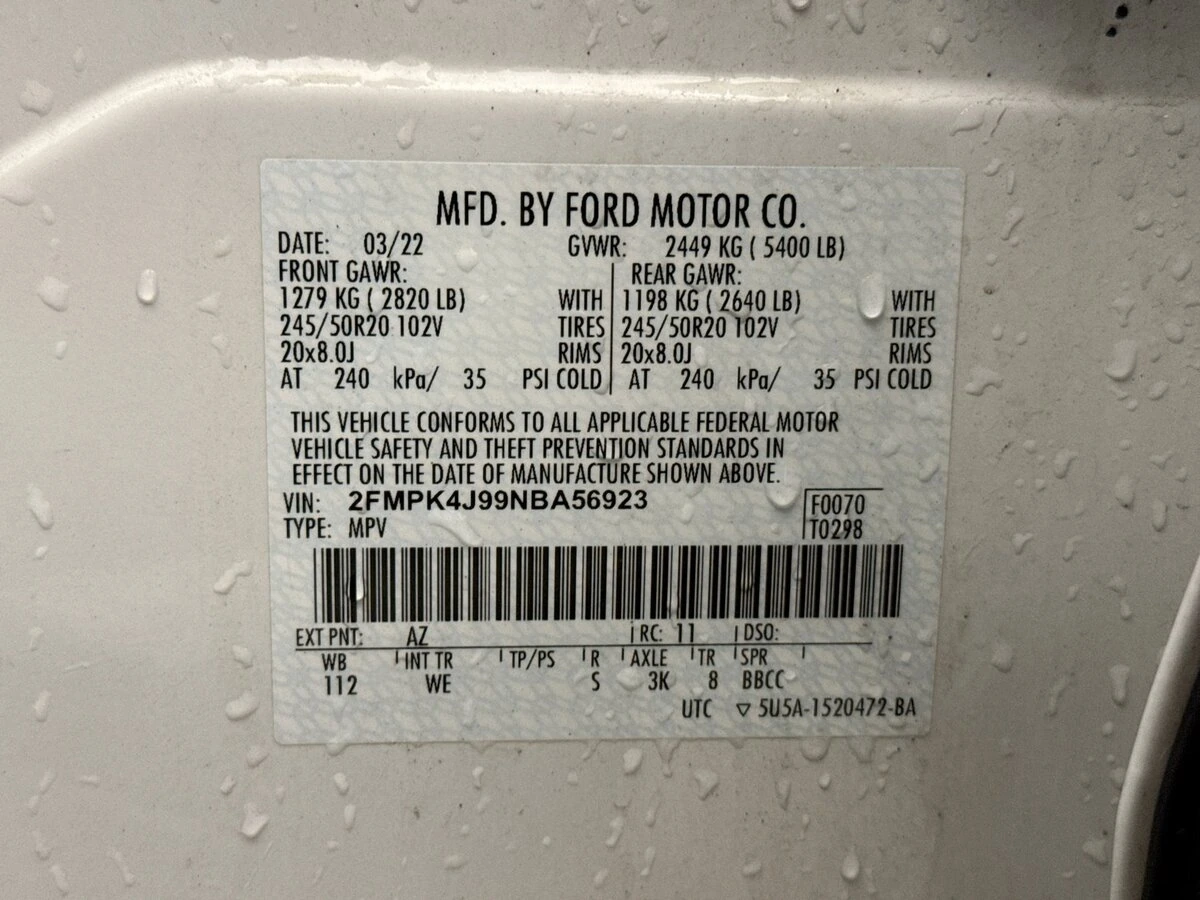 MFD. BY FORD MOTOR CO.
DATE: 03/22 GVWR: 2449 KG ( 5400 LB)
FRONT GAWR: REAR GAWR:
1279 KG ( 2820 LB) WITH 1198 KG ( 2640 LB) WITH
245/50R20 102V TIRES 245/50R20 102V TIRES
20x8.0J RIMS 20x8.0J RIMS
AT 240 kPa/ 35 PSI COLD AT 240 kPa/ 35 PSI COLD
THIS VEHICLE CONFORMS TO ALL APPLICABLE FEDERAL MOTOR
VEHICLE SAFETY AND THEFT PREVENTION STANDARDS IN
EFFECT ON THE DATE OF MANUFACTURE SHOWN ABOVE.
VIN: 2FMPK4J99NBA56923 F0070
TYPE: MPV T0298
EXT PNT: AZ RC: 11 DSO:
WB INT TR TP/PS R AXLE TR SPR
112 WE S 3K 8 BBCC
UTC ▽ 5U5A-1520472-BA